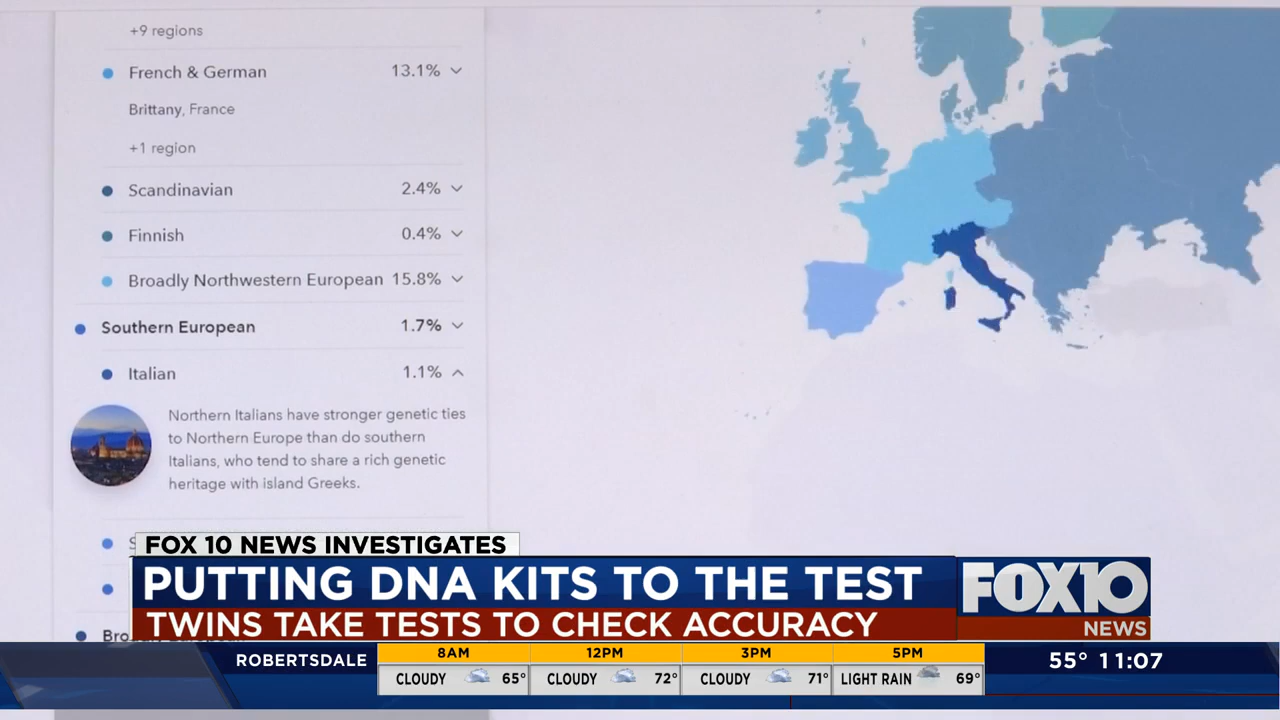 +9 regions
French & German 13.1%
Brittany, France
+1 region
Scandinavian 2.4%
Finnish 0.4%
Broadly Northwestern European 15.8%
Southern European 1.7%
Italian 1.1%
Northern Italians have stronger genetic ties
to Northern Europe than do southern
Italians, who tend to share a rich genetic
heritage with island Greeks.
FOX 10 NEWS INVESTIGATES
PUTTING DNA KITS TO THE TEST
TWINS TAKE TESTS TO CHECK ACCURACY
FOX10
NEWS
ROBERTSDALE
8AM 12PM 3PM 5PM
CLOUDY 65° CLOUDY 72° CLOUDY 71° LIGHT RAIN 69°
55° 11:07